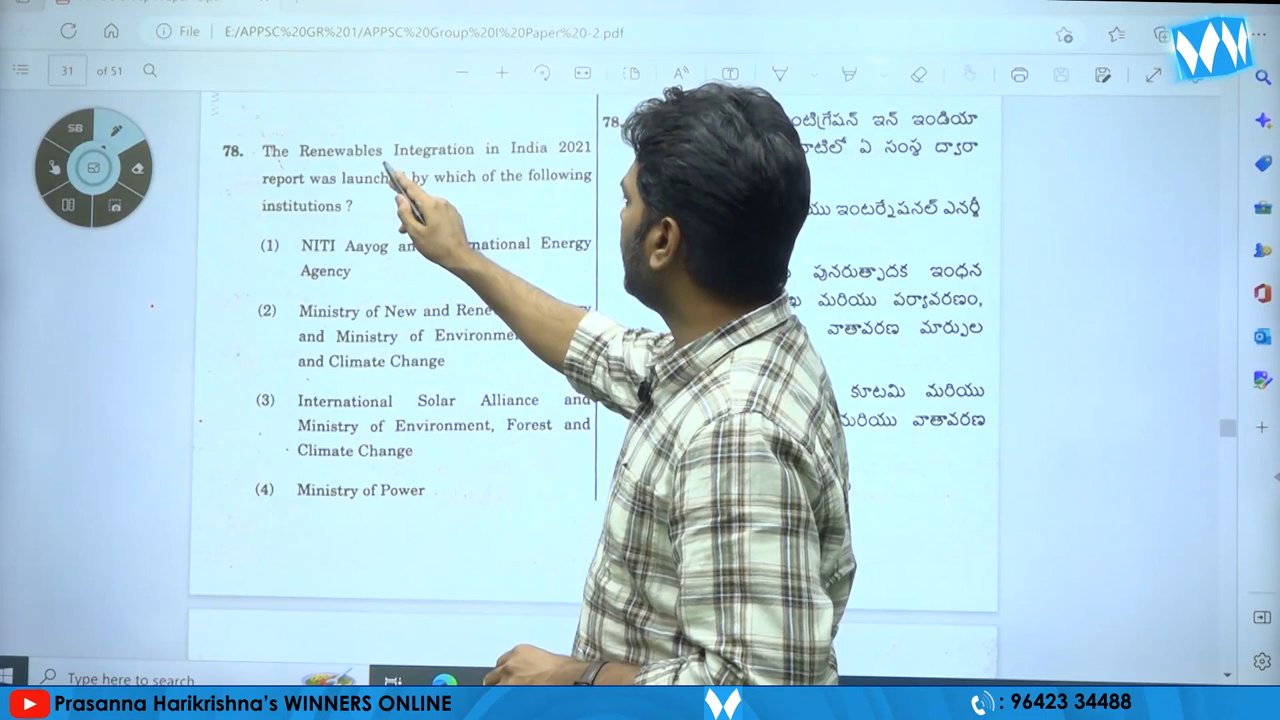 File E:/APPSC%20GR%201/APPSC%20Group%20I%20Paper%20-2.pdf
31 of 51
SB
78. The Renewables Integration in India 2021
report was launch by which of the following
institutions ?
(1) NITI Aayog an national Energy
Agency
(2) Ministry of New and Rene
and Ministry of Environme
and Climate Change
(3) International Solar Alliance and
Ministry of Environment, Forest and
Climate Change
(4) Ministry of Power
78. ఇన్ ఇండియా
ఏ సంస్థ ద్వారా
ఇంటర్నేషనల్ ఎనర్జీ
పునరుత్పాదక ఇంధన
మరియు పర్యావరణం,
వాతావరణ మార్పుల
కూటమి మరియు
వాతావరణ
Type here to search
Prasanna Harikrishna's WINNERS ONLINE
: 96423 34488